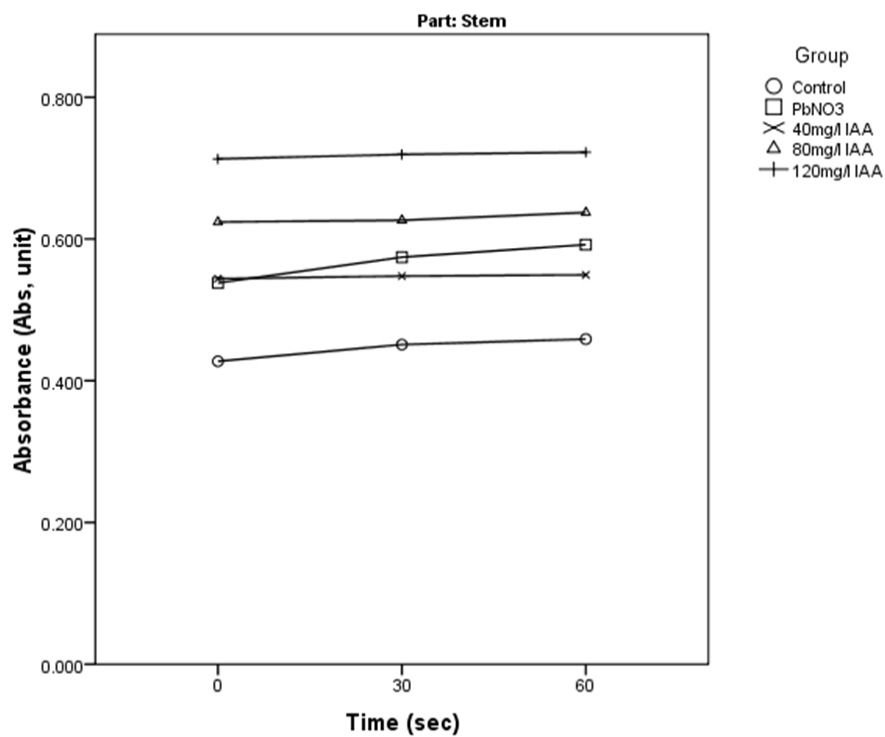 Part: Stem
Group
Control
PbNO3
40mg/l IAA
80mg/l IAA
120mg/l IAA
Absorbance (Abs, unit)
0.800
0.600
0.400
0.200
0.000
0 30 60
Time (sec)